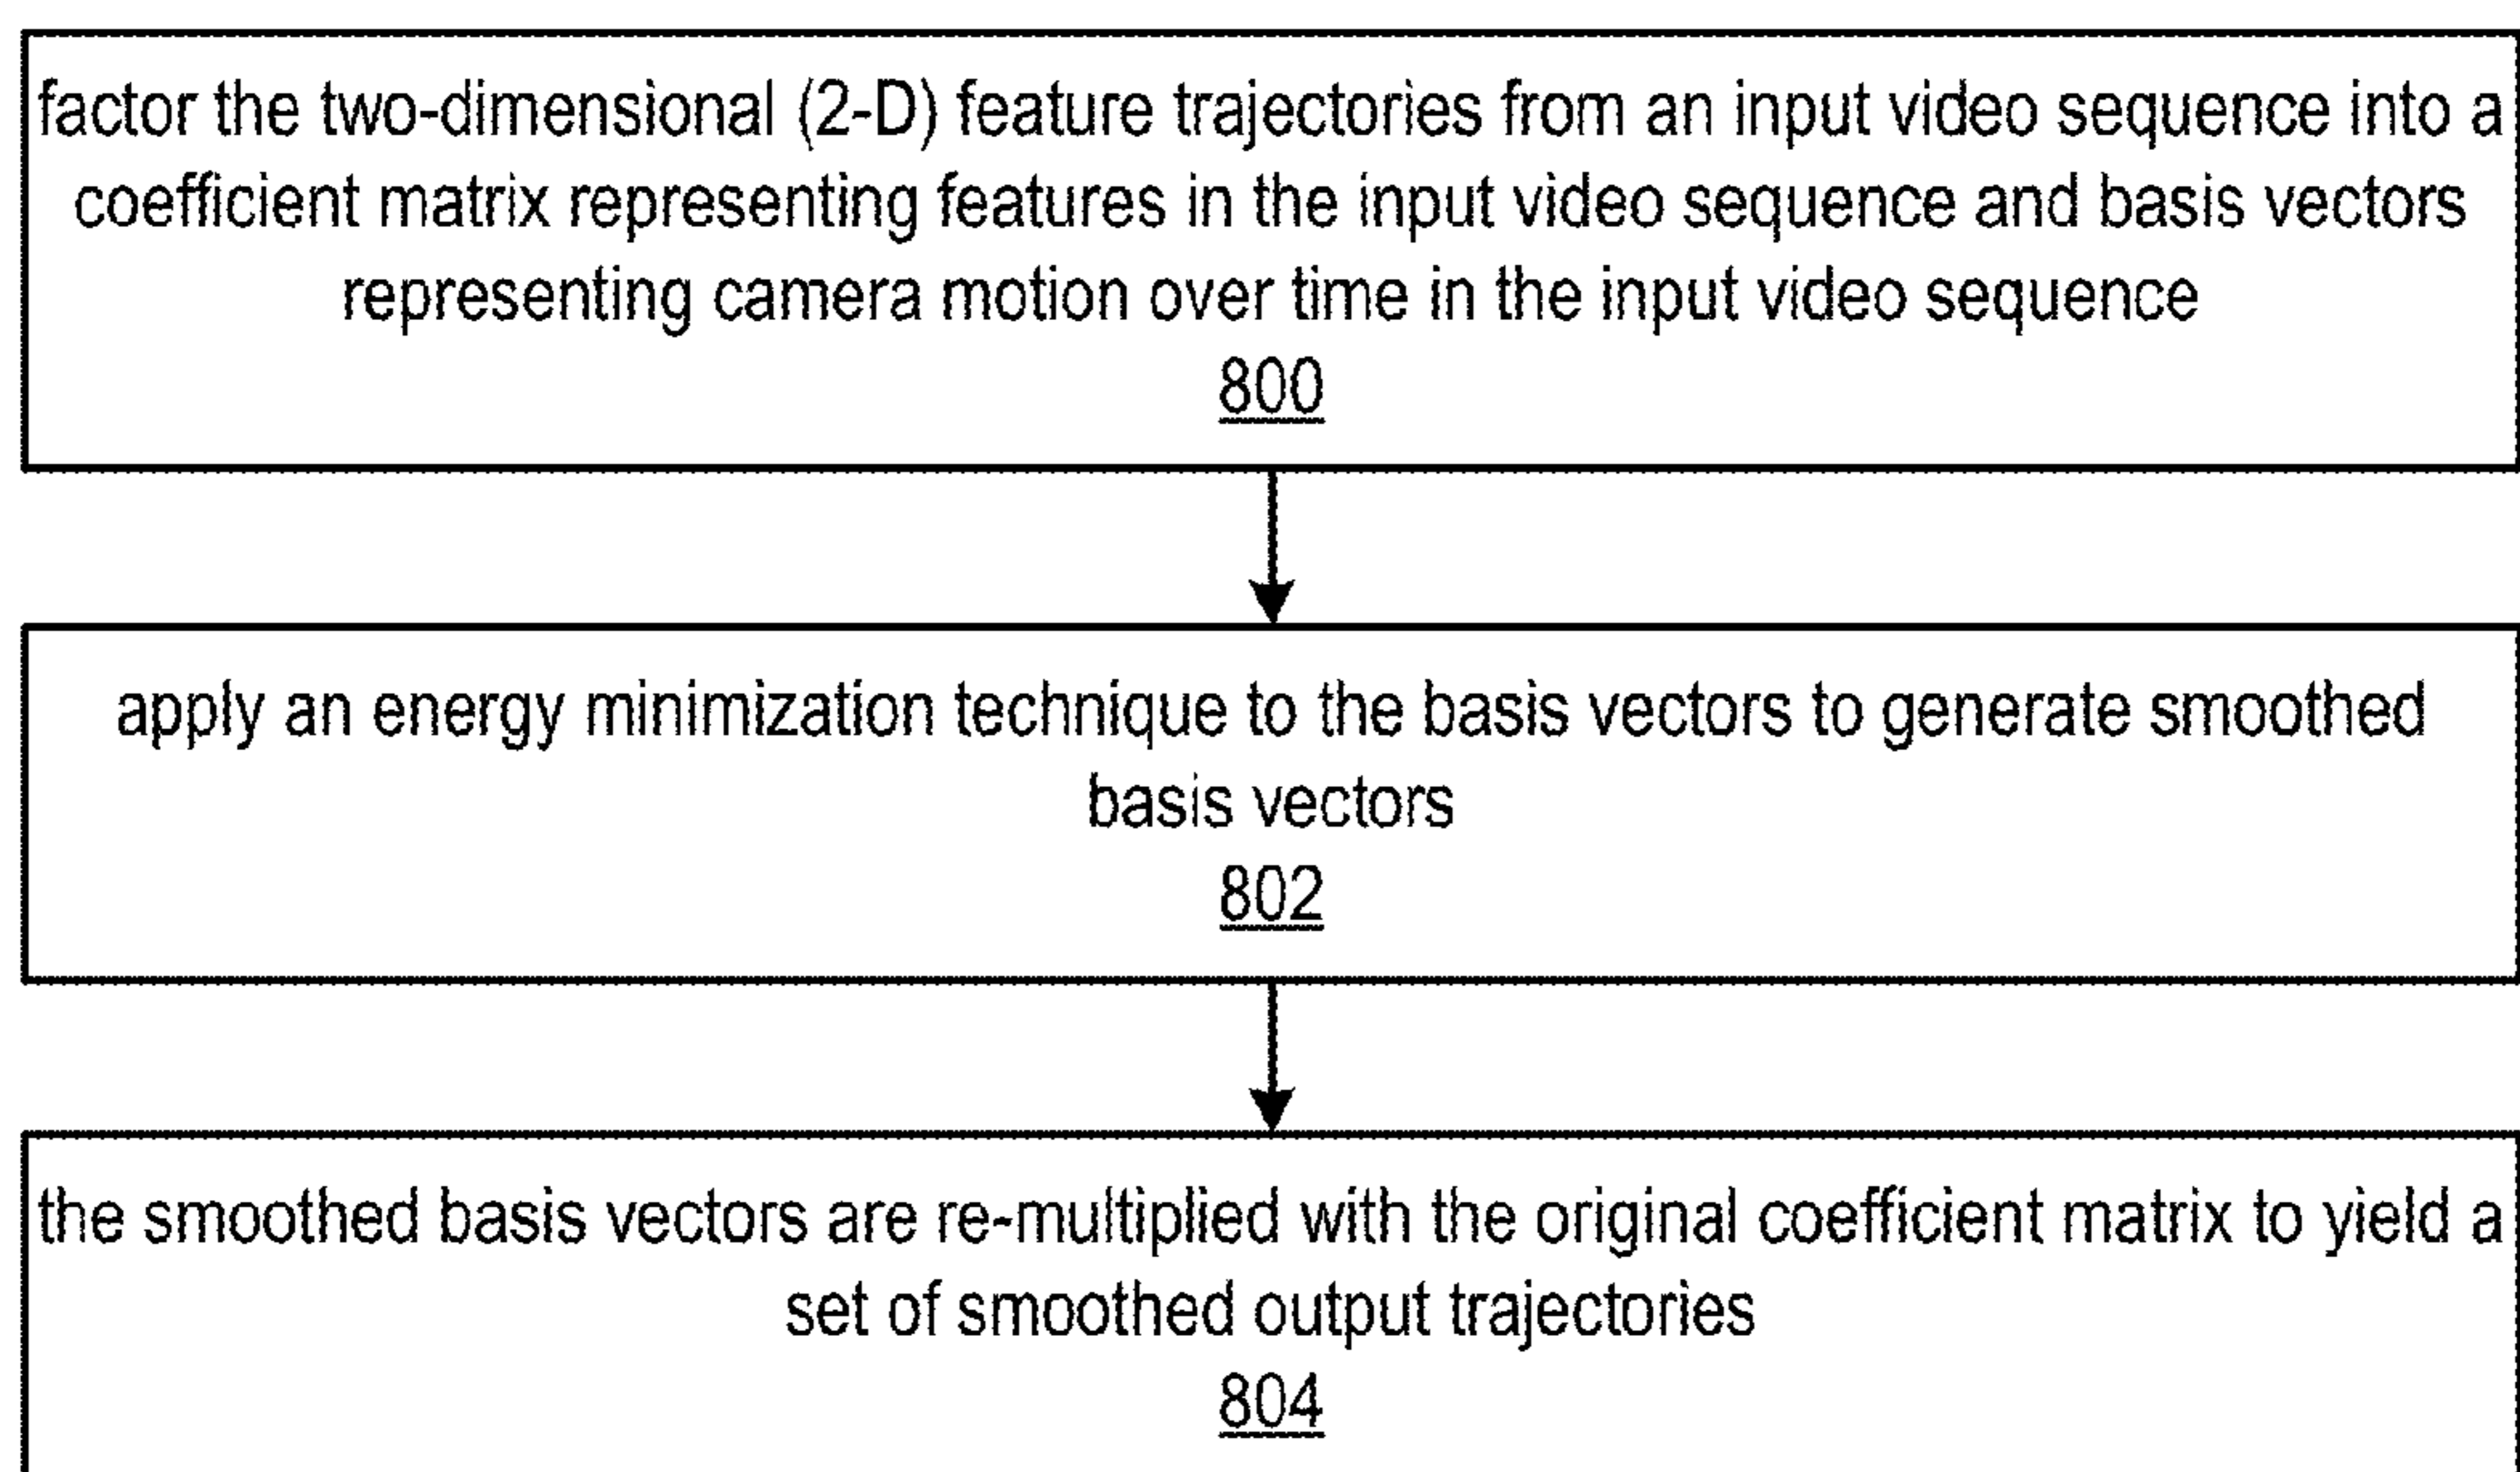 factor the two-dimensional (2-D) feature trajectories from an input video sequence into a
coefficient matrix representing features in the input video sequence and basis vectors
representing camera motion over time in the input video sequence
800
apply an energy minimization technique to the basis vectors to generate smoothed
basis vectors
802
the smoothed basis vectors are re-multiplied with the original coefficient matrix to yield a
set of smoothed output trajectories
804